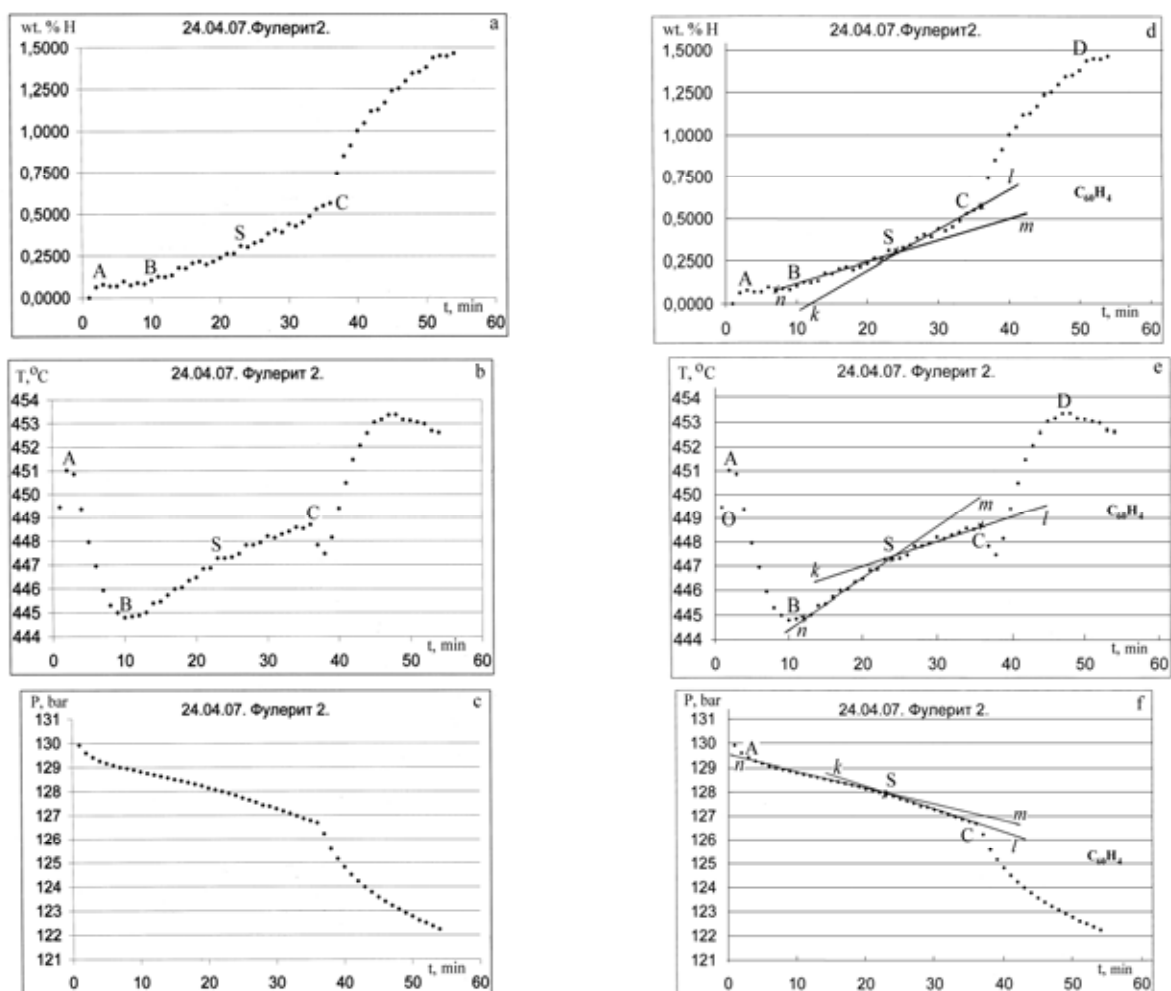 wt. % H
24.04.07.Фулерит2.
a
1,5000
1,2500
1,0000
0,7500
0,5000
0,2500
0,0000
A
B
S
C
t, min
0
10
20
30
40
50
60
T,°C
24.04.07. Фулерит 2.
b
454
453
452
451
450
449
448
447
446
445
444
A
B
S
C
t, min
0
10
20
30
40
50
60
P, bar
24.04.07. Фулерит 2.
c
131
130
129
128
127
126
125
124
123
122
121
t, min
0
10
20
30
40
50
60
wt. % H
24.04.07.Фулерит2.
d
1,5000
1,2500
1,0000
0,7500
0,5000
0,2500
0,0000
D
l
C₆₀H₄
C
m
S
A
B
n
k
t, min
0
10
20
30
40
50
60
T,°C
24.04.07. Фулерит 2.
e
454
453
452
451
450
449
448
447
446
445
444
D
A
O
m
l
C₆₀H₄
S
C
k
B
n
t, min
0
10
20
30
40
50
60
P, bar
24.04.07. Фулерит 2.
f
131
130
129
128
127
126
125
124
123
122
121
A
n
k
S
m
l
C
C₆₀H₄
t, min
0
10
20
30
40
50
60